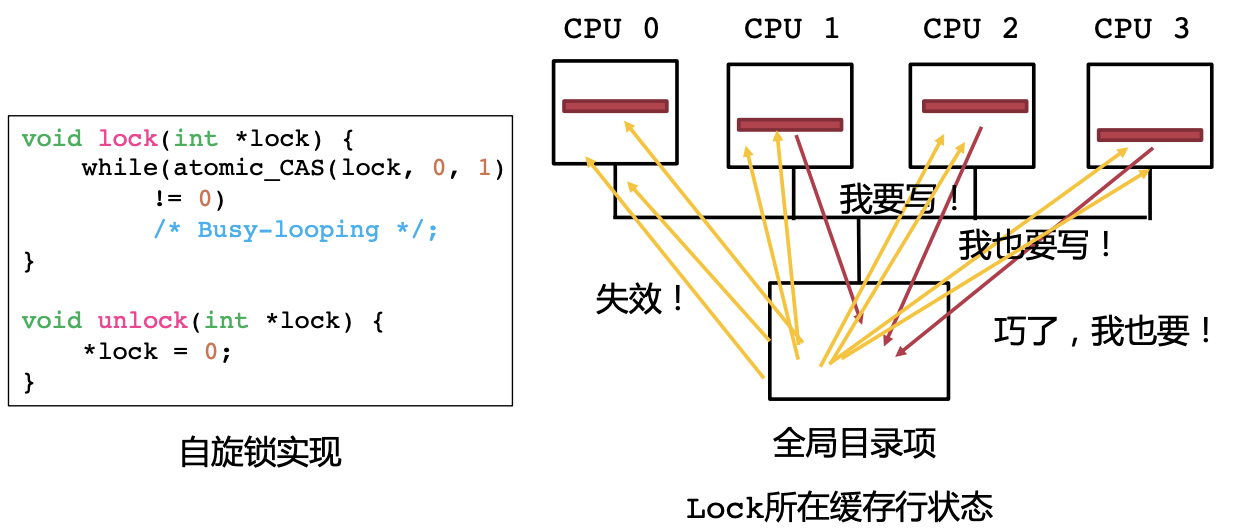 void lock(int *lock) {
    while(atomic_CAS(lock, 0, 1)
        != 0)
        /* Busy-looping */;
}
void unlock(int *lock) {
    *lock = 0;
}
自旋锁实现
CPU 0
CPU 1
CPU 2
CPU 3
我要写！
我也要写！
失效！
巧了，我也要！
全局目录项
Lock所在缓存行状态